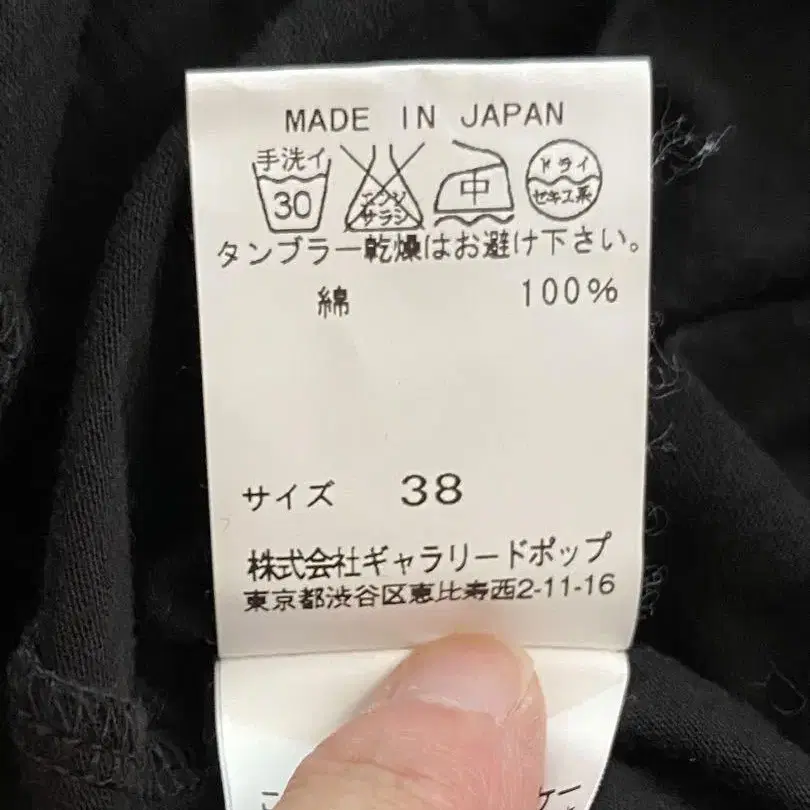 MADE IN JAPAN
手洗イ 30 エンソ サラシ 中 ドライ セキユ系
タンブラー乾燥はお避け下さい。
綿 100%
サイズ 38
株式会社ギャラリードポップ
東京都渋谷区恵比寿西2-11-16